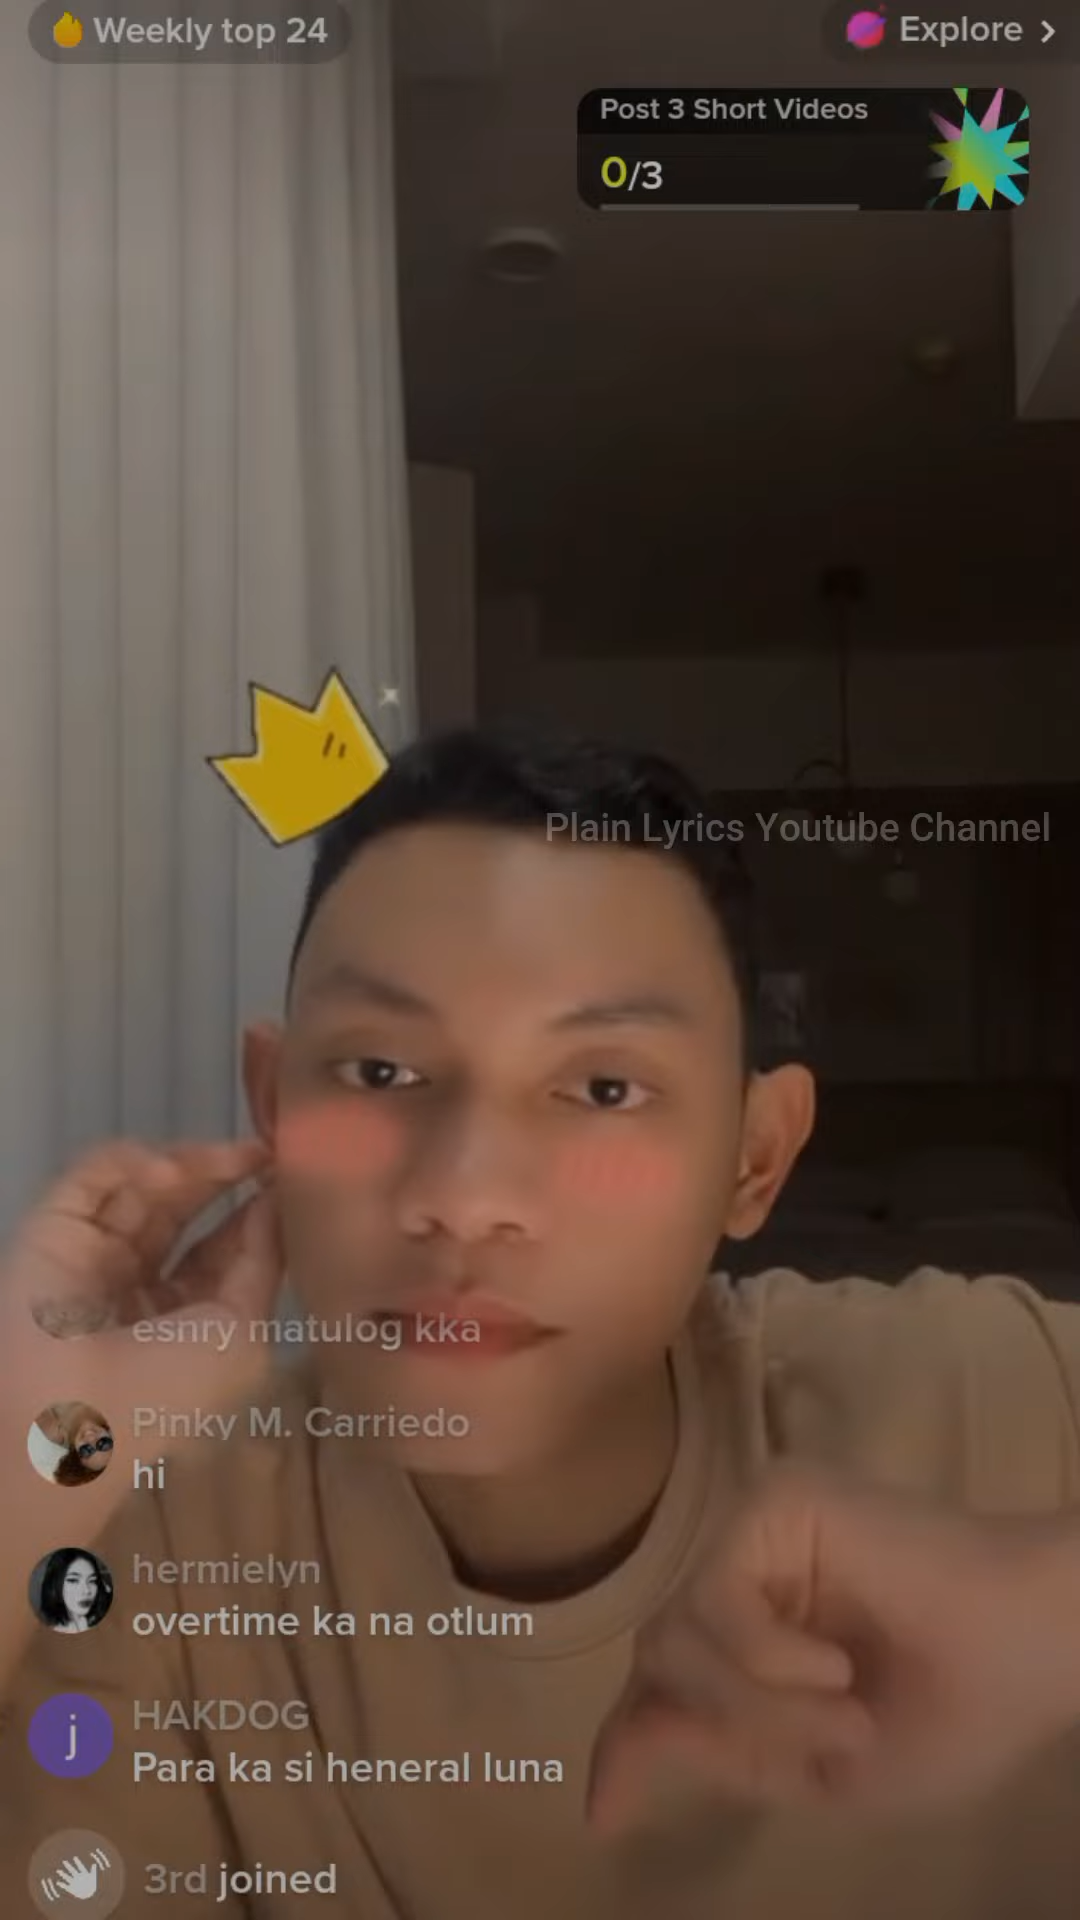 Weekly top 24
Explore >
Post 3 Short Videos
0/3
Plain Lyrics Youtube Channel
esnry matulog kka
Pinky M. Carriedo
hi
hermielyn
overtime ka na otlum
HAKDOG
j
Para ka si heneral luna
3rd joined